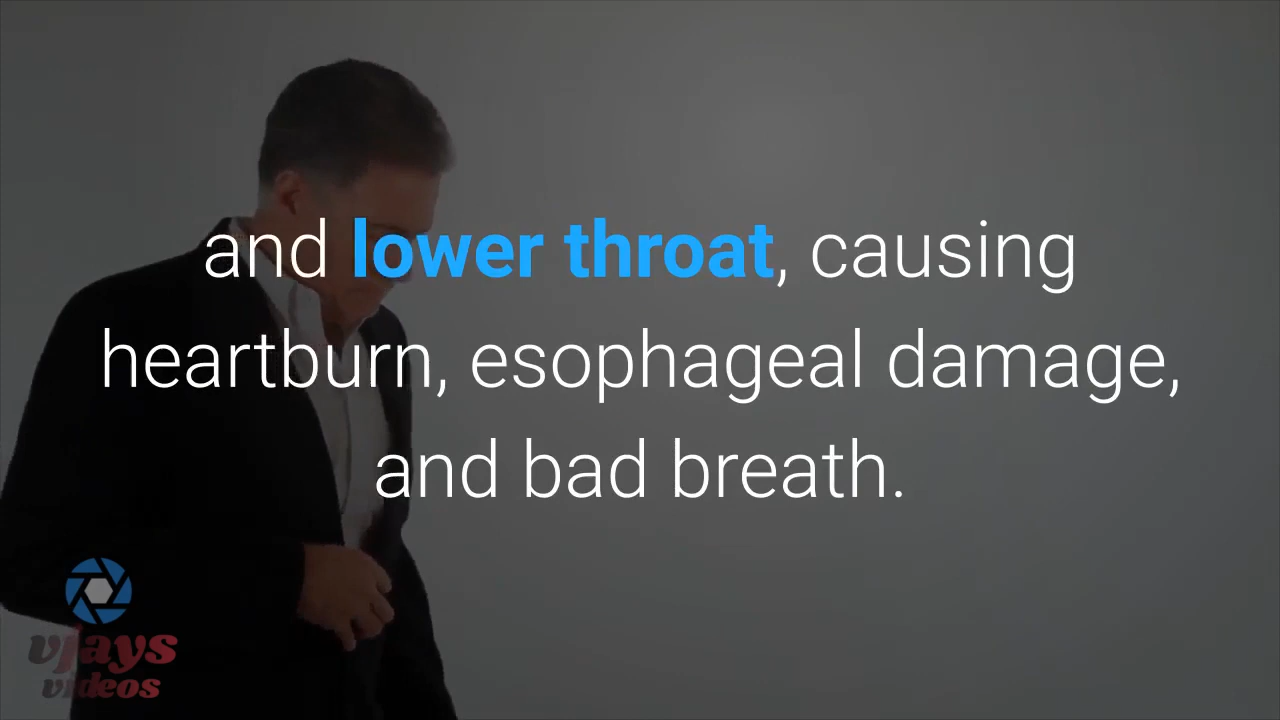 and lower throat, causing
heartburn, esophageal damage,
and bad breath.
vjays
videos